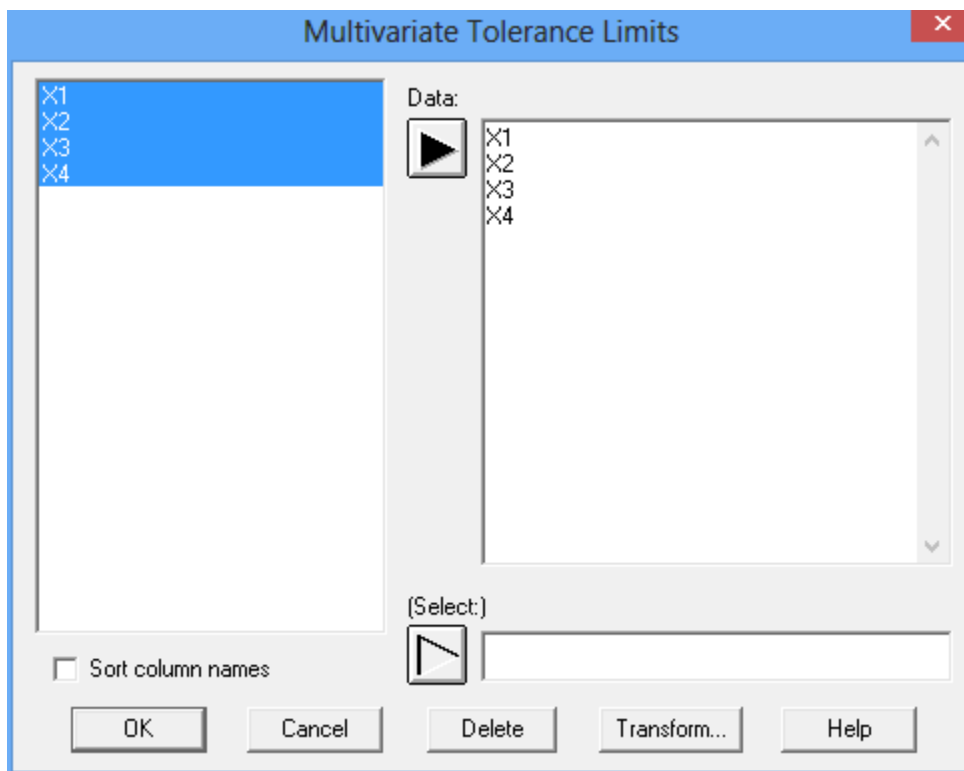 Multivariate Tolerance Limits
X1
X2
X3
X4
Data:
X1
X2
X3
X4
(Select:)
Sort column names
OK Cancel Delete Transform... Help